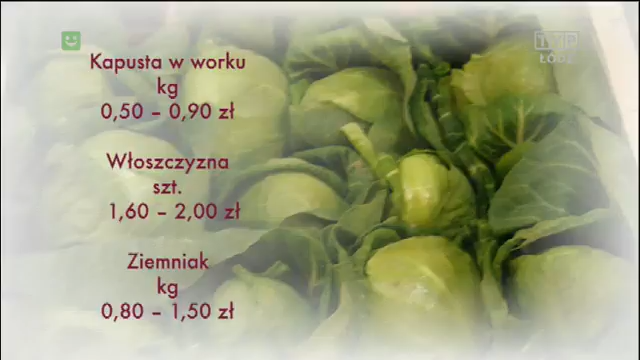 Kapusta w worku
kg
0,50 – 0,90 zł
Włoszczyzna
szt.
1,60 – 2,00 zł
Ziemniak
kg
0,80 – 1,50 zł
TVP
ŁÓDŹ